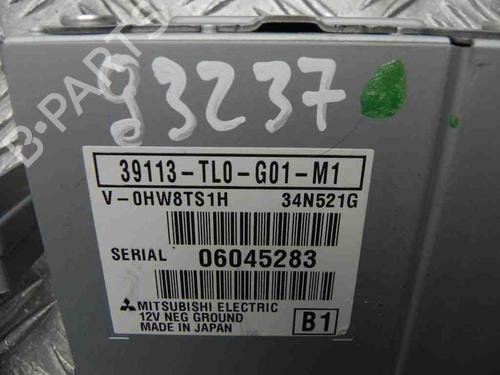 93237
39113-TL0-G01-M1
V-0HW8TS1H 34N521G
SERIAL 06045283
MITSUBISHI ELECTRIC
12V NEG GROUND
MADE IN JAPAN
B1
B-PARTS